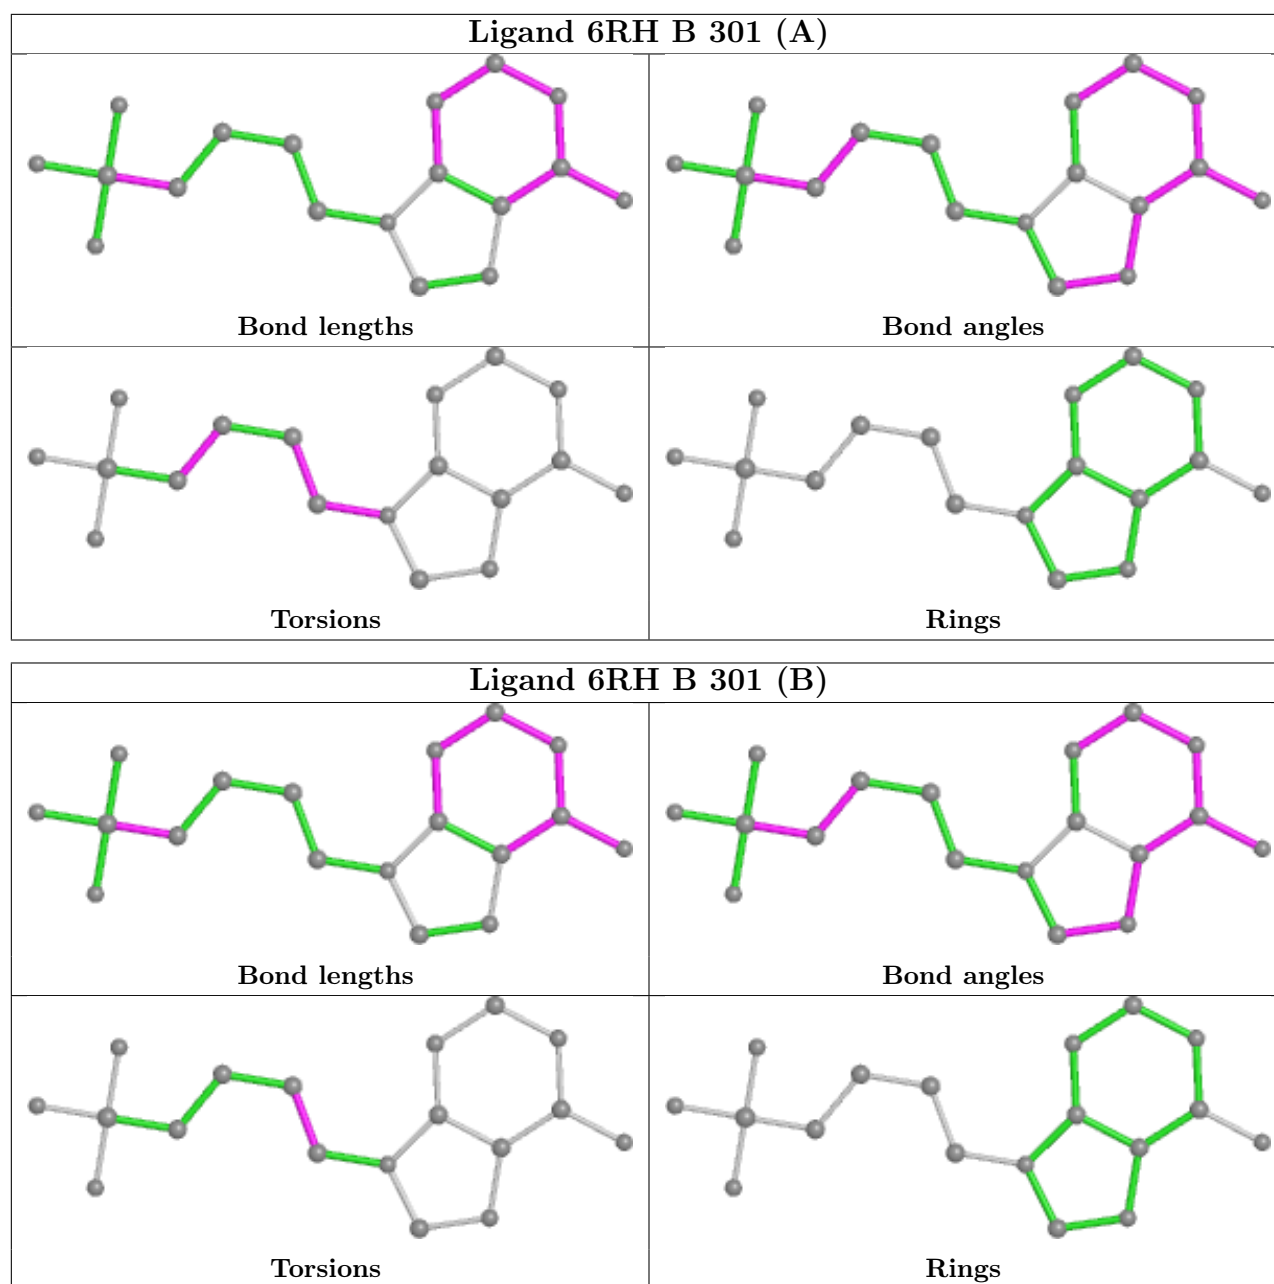 Ligand 6RH B 301 (A)
Bond lengths
Bond angles
Torsions
Rings
Ligand 6RH B 301 (B)
Bond lengths
Bond angles
Torsions
Rings